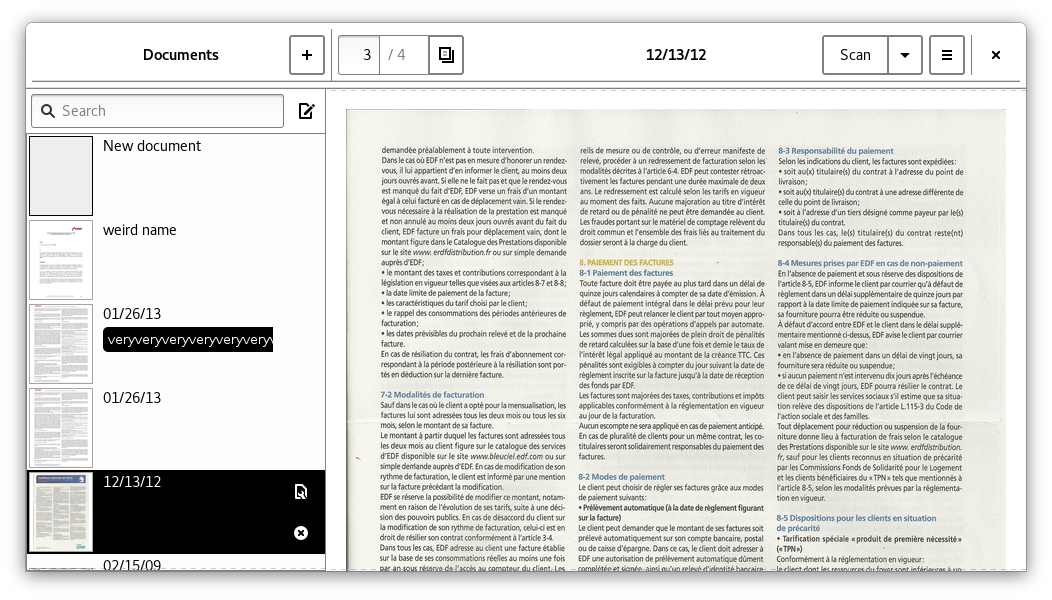 Documents
+
3
/ 4
12/13/12
Scan
Search
New document
weird name
01/26/13
veryveryveryveryveryv
01/26/13
12/13/12
02/15/09
demandée préalablement à toute intervention.
Dans le cas où EDF n'est pas en mesure d'honorer un rendez-
vous, il lui appartient d'en informer le client, au moins deux
jours ouvrés avant. Si elle ne le fait pas et que le rendez-vous
est manqué du fait d'EDF, EDF verse un frais d'un montant
égal à celui facturé en cas de déplacement vain. Si le rendez-
vous nécessaire à la réalisation de la prestation est manqué
et non annulé au moins deux jours ouvrés avant du fait du
client, EDF facture un frais pour déplacement vain, dont le
montant figure dans le Catalogue des Prestations disponible
sur le site www. erdfdistribution.fr ou sur simple demande
auprès d'EDF;
• le montant des taxes et contributions correspondant à la
législation en vigueur telles que visées aux articles 8-7 et 8-8;
• la date limite de paiement de la facture;
• les caractéristiques du tarif choisi par le client;
• le rappel des consommations des périodes antérieures de
facturation;
• les dates prévisibles du prochain relevé et de la prochaine
facture.
En cas de résiliation du contrat, les frais d'abonnement cor-
respondant à la période postérieure à la résiliation sont por-
tés en déduction sur la dernière facture.
7-2 Modalités de facturation
Sauf dans le cas où le client a opté pour la mensualisation, les
factures lui sont adressées tous les deux mois ou tous les six
mois, selon le montant de sa facture.
Le montant à partir duquel les factures sont adressées tous
les deux mois au client figure sur le catalogue des services
d'EDF disponible sur le site www.bleuciel.edf.com ou sur
simple demande auprès d'EDF. En cas de modification de son
rythme de facturation, le client est informé par une mention
sur la facture précédant la modification.
EDF se réserve la possibilité de modifier ce montant, notam-
ment en raison de l'évolution de ses tarifs, suite à une déci-
sion des pouvoirs publics. En cas de désaccord du client sur
la modification de son rythme de facturation, celui-ci est en
droit de résilier son contrat conformément à l'article 3-4.
Dans tous les cas, EDF adresse au client une facture établie
sur la base de ses consommations réelles au moins une fois
par an sous réserve de l'accès au compteur du client. Les
reils de mesure ou de contrôle, ou d'erreur manifeste de
relevé, procéder à un redressement de facturation selon les
modalités décrites à l'article 6-4. EDF peut contester rétroac-
tivement les factures pendant une durée maximale de deux
ans. Le redressement est calculé selon les tarifs en vigueur
au moment des faits. Aucune majoration au titre d'intérêt
de retard ou de pénalité ne peut être demandée au client.
Les fraudes portant sur le matériel de comptage relèvent du
droit commun et l'ensemble des frais liés au traitement du
dossier seront à la charge du client.
8. PAIEMENT DES FACTURES
8-1 Paiement des factures
Toute facture doit être payée au plus tard dans un délai de
quinze jours calendaires à compter de sa date d'émission. À
défaut de paiement intégral dans le délai prévu pour leur
règlement, EDF peut relancer le client par tout moyen appro-
prié, y compris par des opérations d'appels par automate.
Les sommes dues sont majorées de plein droit de pénalités
de retard calculées sur la base d'une fois et demie le taux de
l'intérêt légal appliqué au montant de la créance TTC. Ces
pénalités sont exigibles à compter du jour suivant la date de
règlement inscrite sur la facture jusqu'à la date de réception
des fonds par EDF.
Les factures sont majorées des taxes, contributions et impôts
applicables conformément à la réglementation en vigueur
au jour de la facturation.
Aucun escompte ne sera appliqué en cas de paiement anticipé.
En cas de pluralité de clients pour un même contrat, les co-
titulaires seront solidairement responsables du paiement des
factures.
8-2 Modes de paiement
Le client peut choisir de régler ses factures grâce aux modes
de paiement suivants:
• Prélèvement automatique (à la date de règlement figurant
sur la facture)
Le client peut demander que le montant de ses factures soit
prélevé automatiquement sur son compte bancaire, postal
ou de caisse d'épargne. Dans ce cas, le client doit adresser à
EDF une autorisation de prélèvement automatique dûment
complétée et signée, ainsi qu'un relevé d'identité bancaire
8-3 Responsabilité du paiement
Selon les indications du client, les factures sont expédiées:
• soit au(x) titulaire(s) du contrat à l'adresse du point de
livraison;
• soit au(x) titulaire(s) du contrat à une adresse différente de
celle du point de livraison;
• soit à l'adresse d'un tiers désigné comme payeur par le(s)
titulaire(s) du contrat.
Dans tous les cas, le(s) titulaire(s) du contrat reste(nt)
responsable(s) du paiement des factures.
8-4 Mesures prises par EDF en cas de non-paiement
En l'absence de paiement et sous réserve des dispositions de
l'article 8-5, EDF informe le client par courrier qu'à défaut de
règlement dans un délai supplémentaire de quinze jours par
rapport à la date limite de paiement indiquée sur sa facture,
sa fourniture pourra être réduite ou suspendue.
À défaut d'accord entre EDF et le client dans le délai supplé-
mentaire mentionné ci-dessus, EDF avise le client par courrier
valant mise en demeure que:
• en l'absence de paiement dans un délai de vingt jours, sa
fourniture sera réduite ou suspendue;
• si aucun paiement n'est intervenu dix jours après l'échéance
de ce délai de vingt jours, EDF pourra résilier le contrat. Le
client peut saisir les services sociaux s'il estime que sa situa-
tion relève des dispositions de l'article L.115-3 du Code de
l'action sociale et des familles.
Tout déplacement pour réduction ou suspension de la four-
niture donne lieu à facturation de frais selon le catalogue
des Prestations disponible sur le site www. erdfdistribution.
fr, sauf pour les clients reconnus en situation de précarité
par les Commissions Fonds de Solidarité pour le Logement
et les clients bénéficiaires du «TPN» tels que mentionnés à
l'article 8-5, selon les modalités prévues par la réglementa-
tion en vigueur.
8-5 Dispositions pour les clients en situation
de précarité
• Tarification spéciale «produit de première nécessité»
(«TPN»)
Conformément à la réglementation en vigueur:
le client dont les ressources du foyer sont inférieures à un